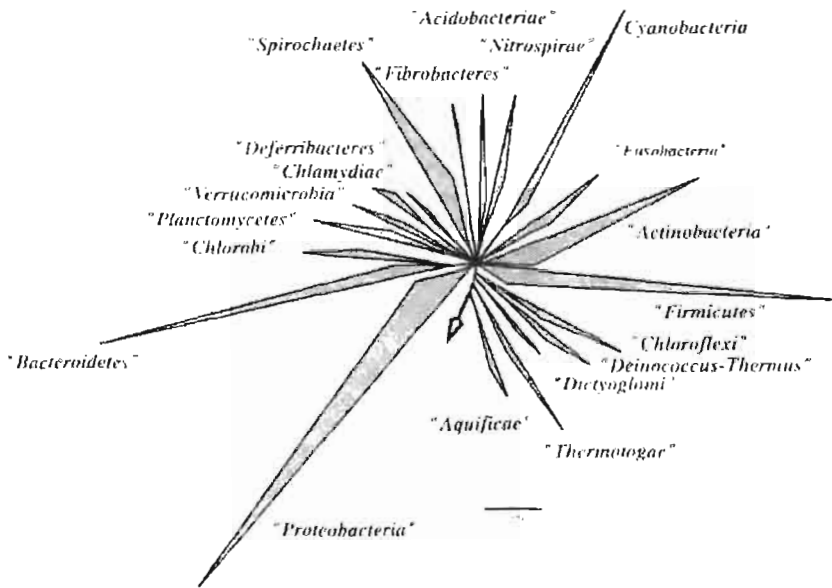 "Acidobacteriae"
Cyanobacteria
"Spirochaetes"
"Nitrospirae"
"Fibrobacteres"
"Deferribacteres"
"Fusobacteria"
"Chlamydiae"
"Verrucomicrobia"
"Planctomycetes"
"Actinobacteria'
"Chlorobi"
"Firmicutes"
"Chloroflexi"
"Bacteroidetes"
"Deinococcus-Thermus"
"Dictyoglomi'
"Aquificae'
"Thermotogae"
"Proteobacteria"